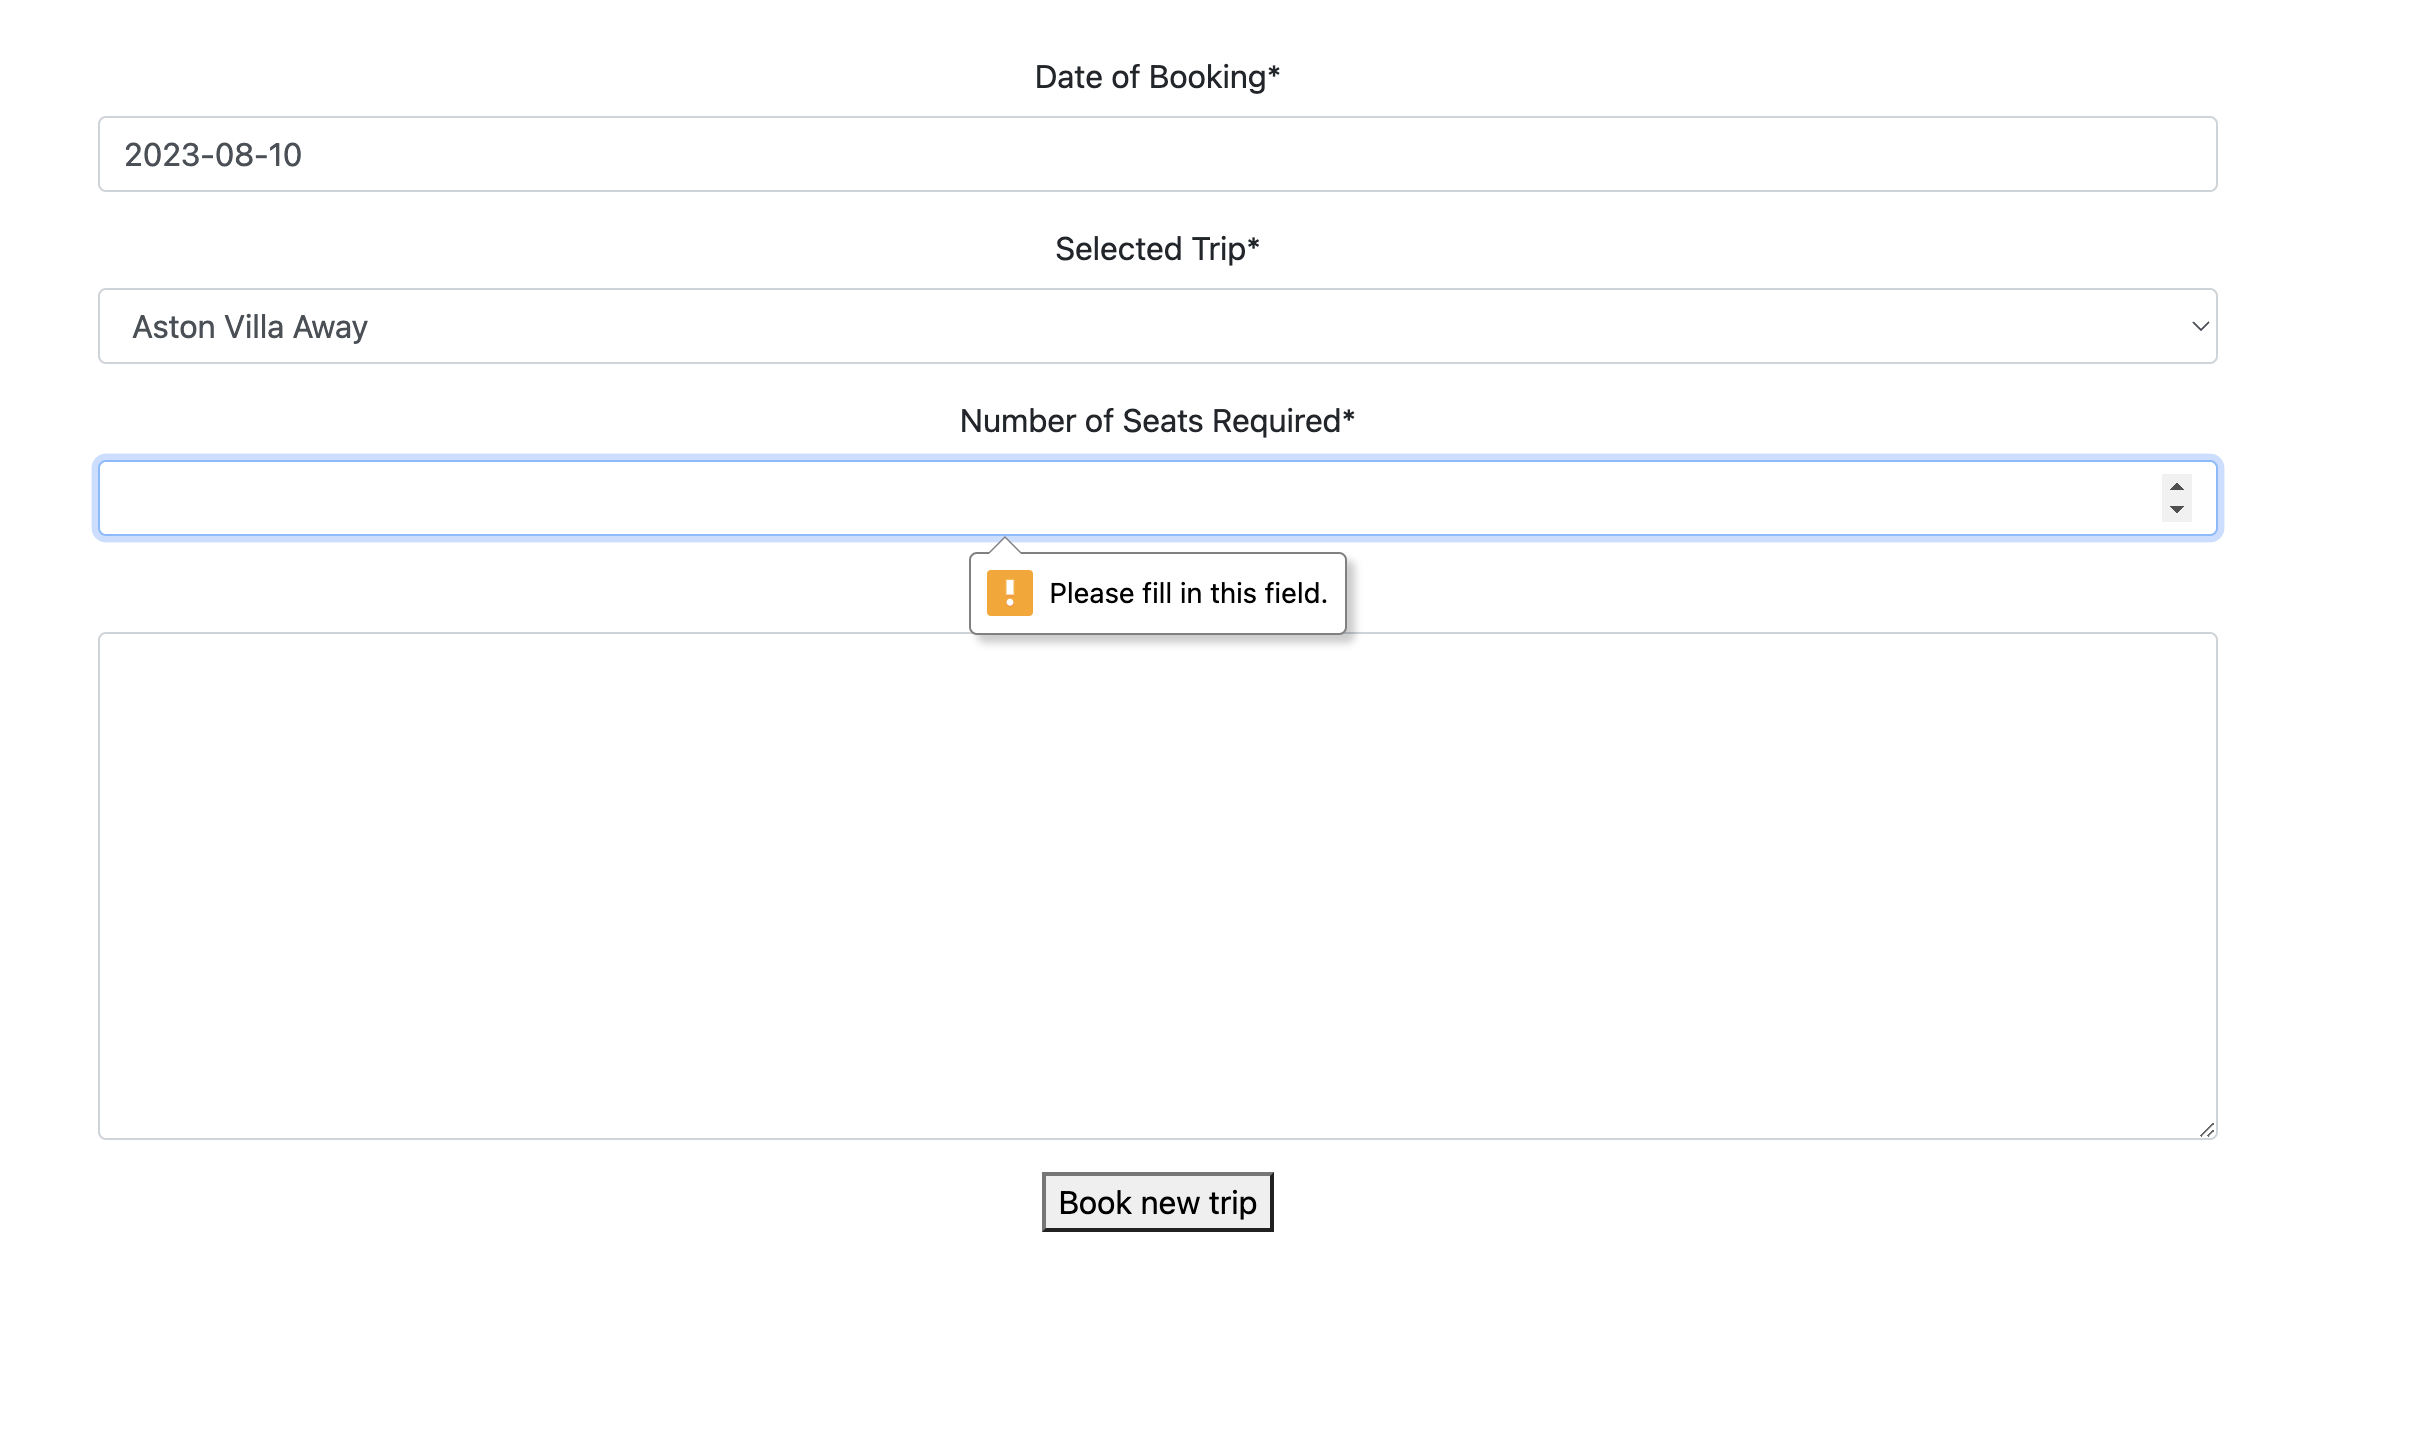 Date of Booking*
2023-08-10
Selected Trip*
Aston Villa Away
Number of Seats Required*
Please fill in this field.
Book new trip